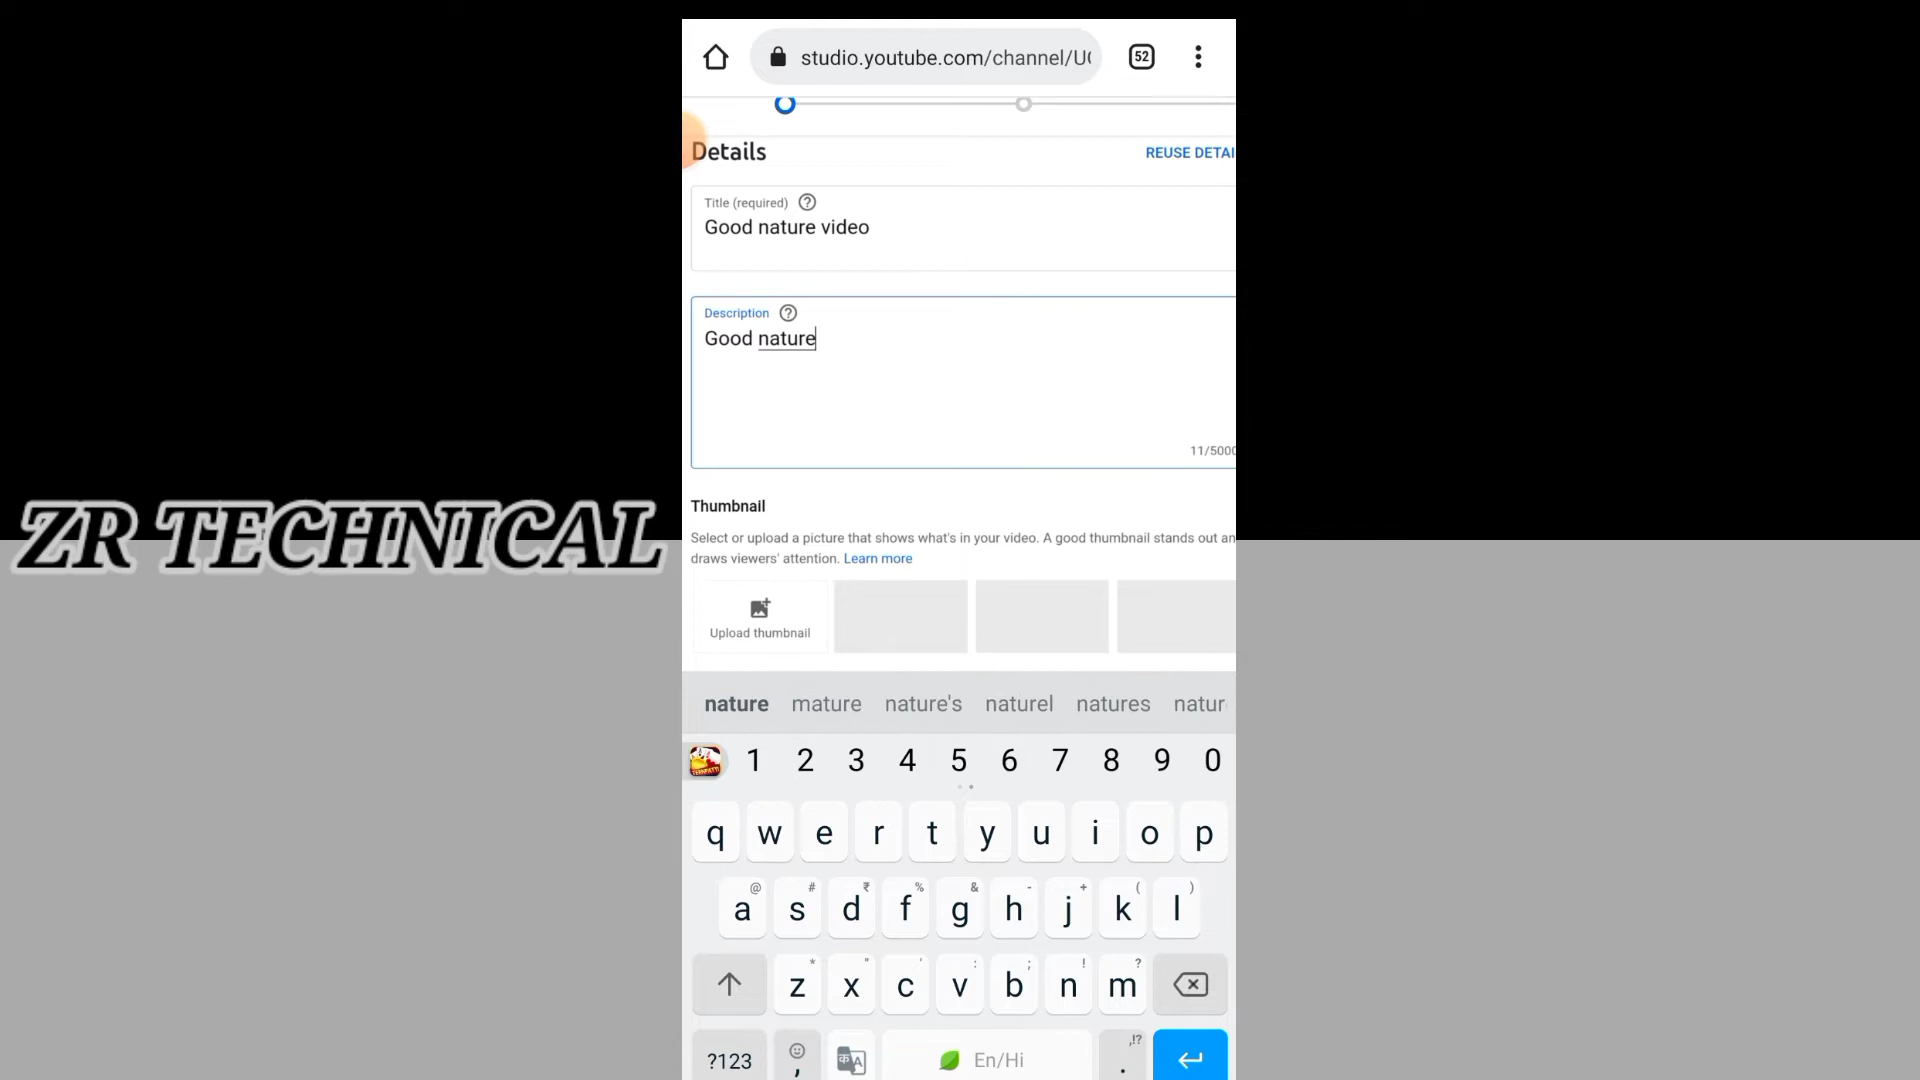 studio.youtube.com/channel/U
52
Details
REUSE DETAI
Title (required)
Good nature video
Description
Good nature
11/5000
ZR TECHNICAL
Thumbnail
Select or upload a picture that shows what's in your video. A good thumbnail stands out an
draws viewers' attention. Learn more
Upload thumbnail
nature mature nature's naturel natures natur
1 2 3 4 5 6 7 8 9 0
q w e r t y u i o p
@ # ₹ % & - + ( )
a s d f g h j k l
* " ' : ; ! ?
z x c v b n m
,!?
?123 , En/Hi .